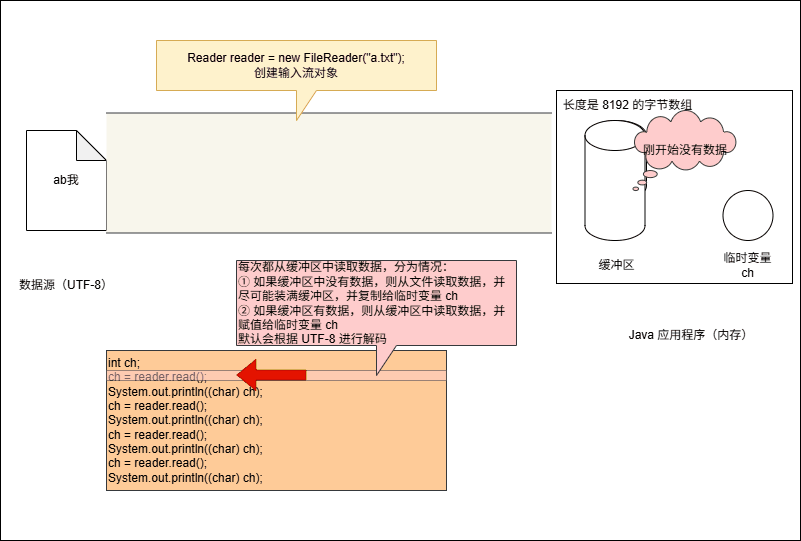 Reader reader = new FileReader("a.txt");
创建输入流对象
长度是 8192 的字节数组
刚开始没有数据
ab我
缓冲区
临时变量
ch
数据源（UTF-8）
Java 应用程序（内存）
每次都从缓冲区中读取数据，分为情况：
① 如果缓冲区中没有数据，则从文件读取数据，并
尽可能装满缓冲区，并复制给临时变量 ch
② 如果缓冲区有数据，则从缓冲区中读取数据，并
赋值给临时变量 ch
默认会根据 UTF-8 进行解码
int ch;
ch = reader.read();
System.out.println((char) ch);
ch = reader.read();
System.out.println((char) ch);
ch = reader.read();
System.out.println((char) ch);
ch = reader.read();
System.out.println((char) ch);